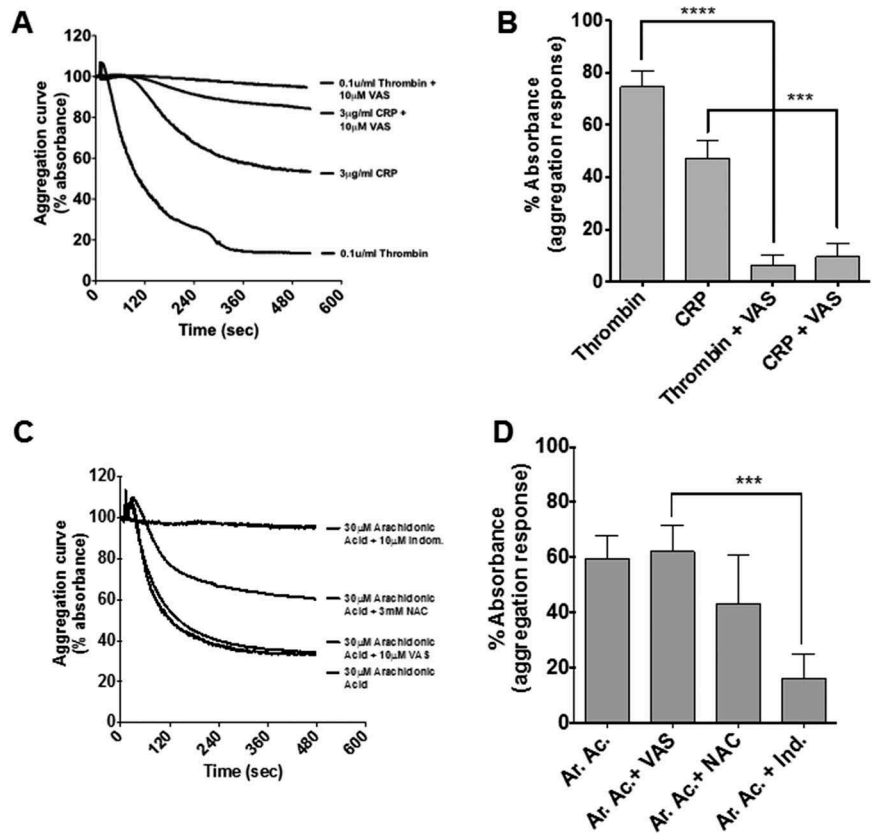 A
Aggregation curve
(% absorbance)
120
100
80
60
40
20
0
0
120
240
360
480
600
Time (sec)
0.1u/ml Thrombin +
10μM VAS
3μg/ml CRP +
10μM VAS
3μg/ml CRP
0.1u/ml Thrombin
B
% Absorbance
(aggregation response)
100
80
60
40
20
0
****
***
Thrombin
CRP
Thrombin + VAS
CRP + VAS
C
Aggregation curve
(% absorbance)
120
100
80
60
40
20
0
0
120
240
360
480
600
Time (sec)
30μM Arachidonic
Acid + 10μM Indom.
30μM Arachidonic
Acid + 3mM NAC
30μM Arachidonic
Acid + 10μM VAS
30μM Arachidonic
Acid
D
% Absorbance
(aggregation response)
100
80
60
40
20
0
***
Ar. Ac.
Ar. Ac.+ VAS
Ar. Ac.+ NAC
Ar. Ac. + Ind.